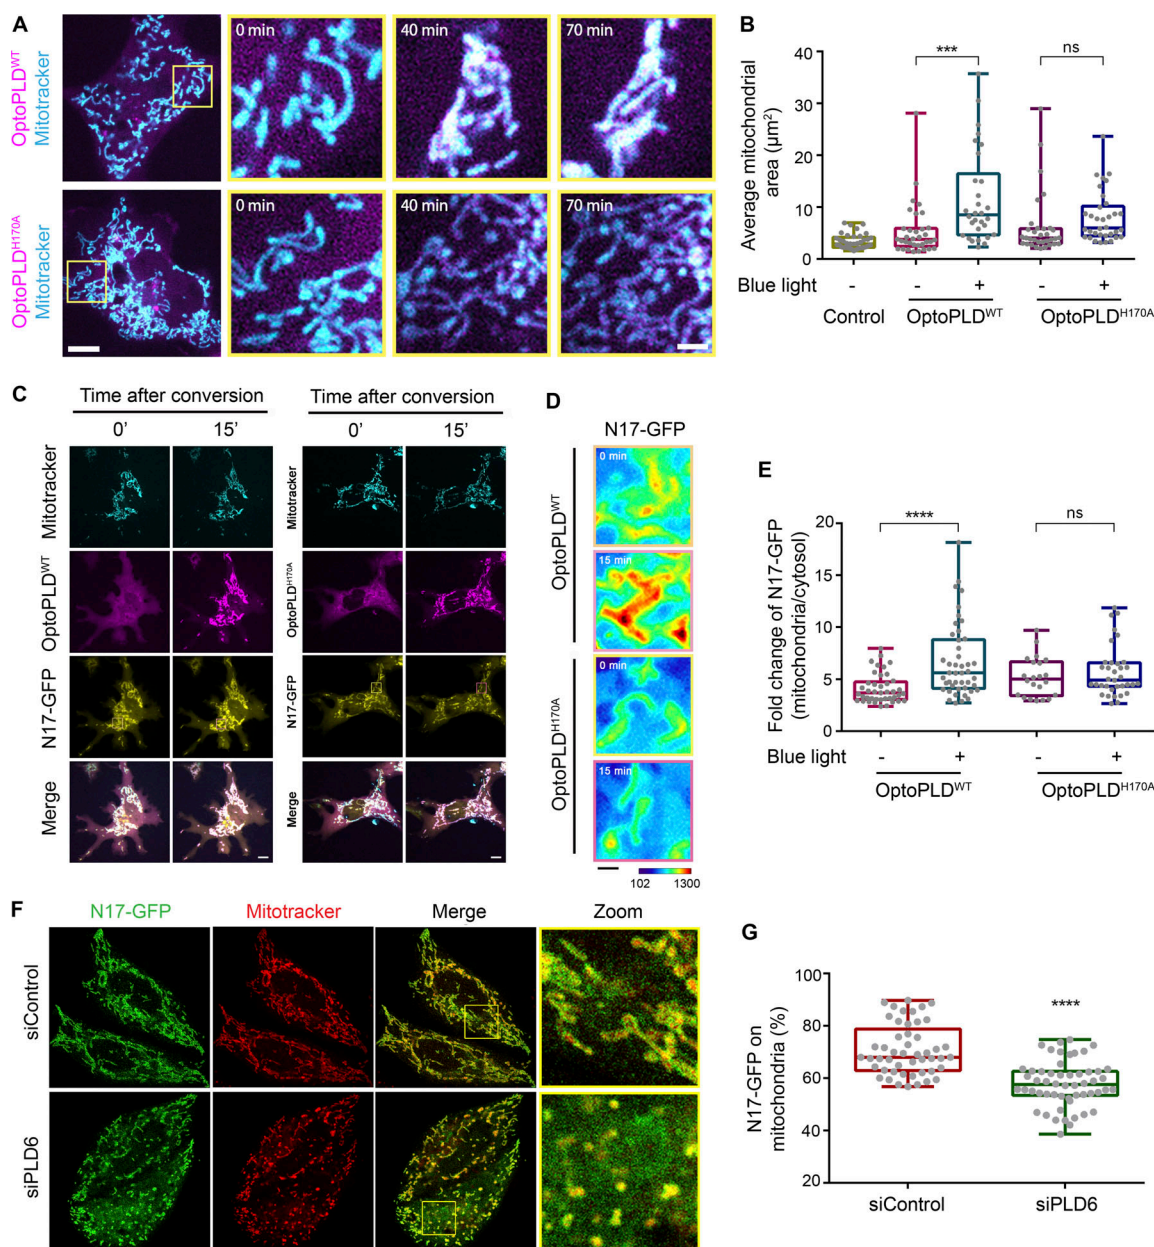 A
OptoPLDWT
Mitotracker
0 min
40 min
70 min
OptoPLDH170A
Mitotracker
0 min
40 min
70 min
B
Average mitochondrial
area (µm2)
40
30
20
10
0
***
ns
Blue light
-
-
+
-
+
Control
OptoPLDWT
OptoPLDH170A
C
Time after conversion
Time after conversion
0’
15’
0’
15’
Mitotracker
OptoPLDWT
N17-GFP
Merge
Mitotracker
OptoPLDH170A
N17-GFP
Merge
D
N17-GFP
OptoPLDWT
0 min
15 min
OptoPLDH170A
0 min
15 min
102
1300
E
Fold change of N17-GFP
(mitochondria/cytosol)
20
15
10
5
0
****
ns
Blue light
-
+
-
+
OptoPLDWT
OptoPLDH170A
F
N17-GFP
Mitotracker
Merge
Zoom
siControl
siPLD6
G
N17-GFP on
mitochondria (%)
100
80
60
40
20
****
siControl
siPLD6